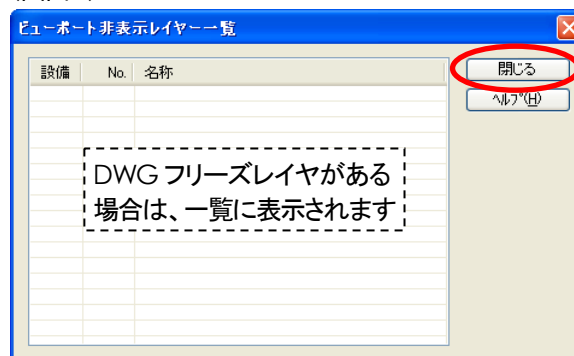 ビューポート非表示レイヤー一覧
設備 No. 名称
閉じる
ヘルプ(H)
DWG フリーズレイヤがある
場合は、一覧に表示されます